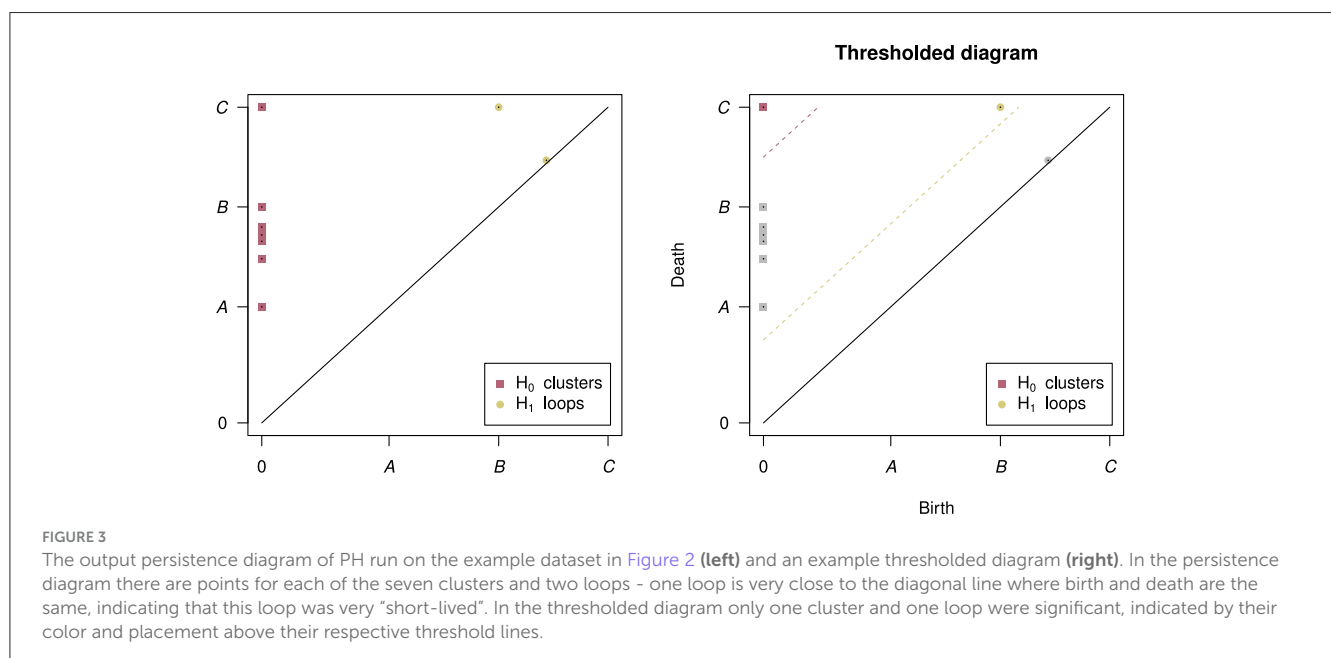 C
B
A
0
0 A B C
H₀ clusters
H₁ loops
Thresholded diagram
Death
C
B
A
0
0 A B C
Birth
H₀ clusters
H₁ loops
FIGURE 3
The output persistence diagram of PH run on the example dataset in Figure 2 (left) and an example thresholded diagram (right). In the persistence
diagram there are points for each of the seven clusters and two loops - one loop is very close to the diagonal line where birth and death are the
same, indicating that this loop was very “short-lived”. In the thresholded diagram only one cluster and one loop were significant, indicated by their
color and placement above their respective threshold lines.